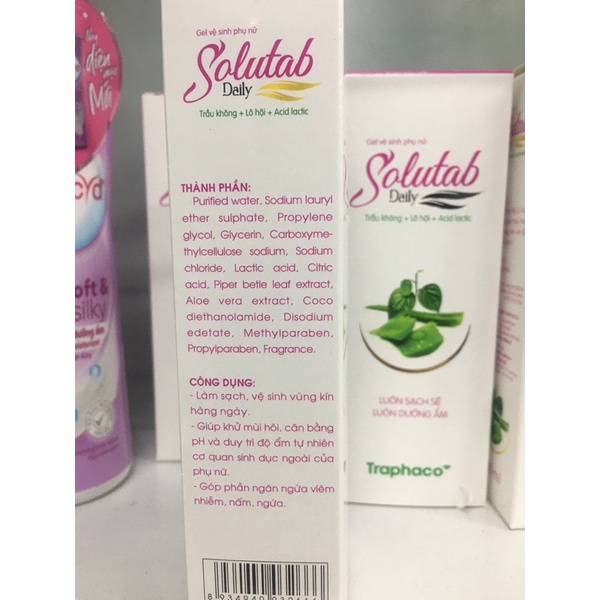 Gel vệ sinh phụ nữ
Solutab
Daily
Trầu không + Lô hội + Acid lactic
THÀNH PHẦN:
Purified water, Sodium lauryl
ether sulphate, Propylene
glycol, Glycerin, Carboxyme-
thylcellulose sodium, Sodium
chloride, Lactic acid, Citric
acid, Piper betle leaf extract,
Aloe vera extract, Coco
diethanolamide, Disodium
edetate, Methylparaben,
Propylparaben, Fragrance.
CÔNG DỤNG:
- Làm sạch, vệ sinh vùng kín
hàng ngày.
- Giúp khử mùi hôi, cân bằng
pH và duy trì độ ẩm tự nhiên
cơ quan sinh dục ngoài của
phụ nữ.
- Góp phần ngăn ngừa viêm
nhiễm, nấm, ngứa.
Gel vệ sinh phụ nữ
Solutab
Daily
Trầu không + Lô hội + Acid lactic
LUÔN SẠCH SẼ
LUÔN DƯỠNG ẨM
Traphaco
diện
Mới
oft &
silky